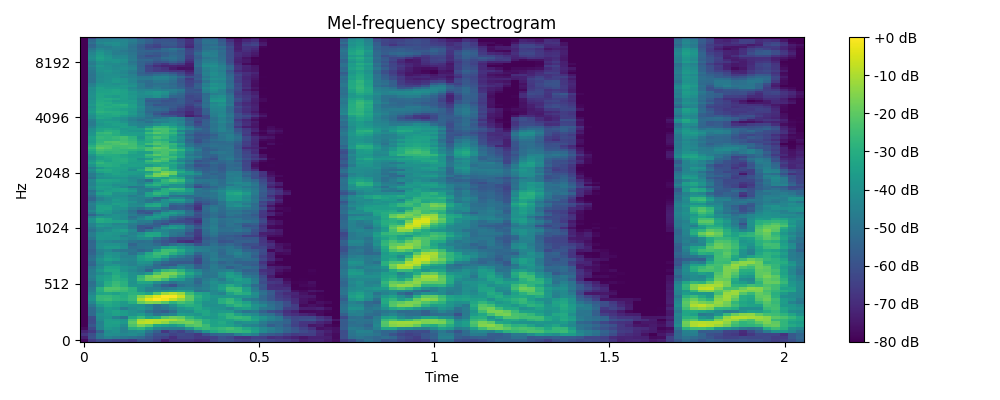 Mel-frequency spectrogram
Hz
8192
4096
2048
1024
512
0
0
0.5
1
1.5
2
Time
+0 dB
-10 dB
-20 dB
-30 dB
-40 dB
-50 dB
-60 dB
-70 dB
-80 dB